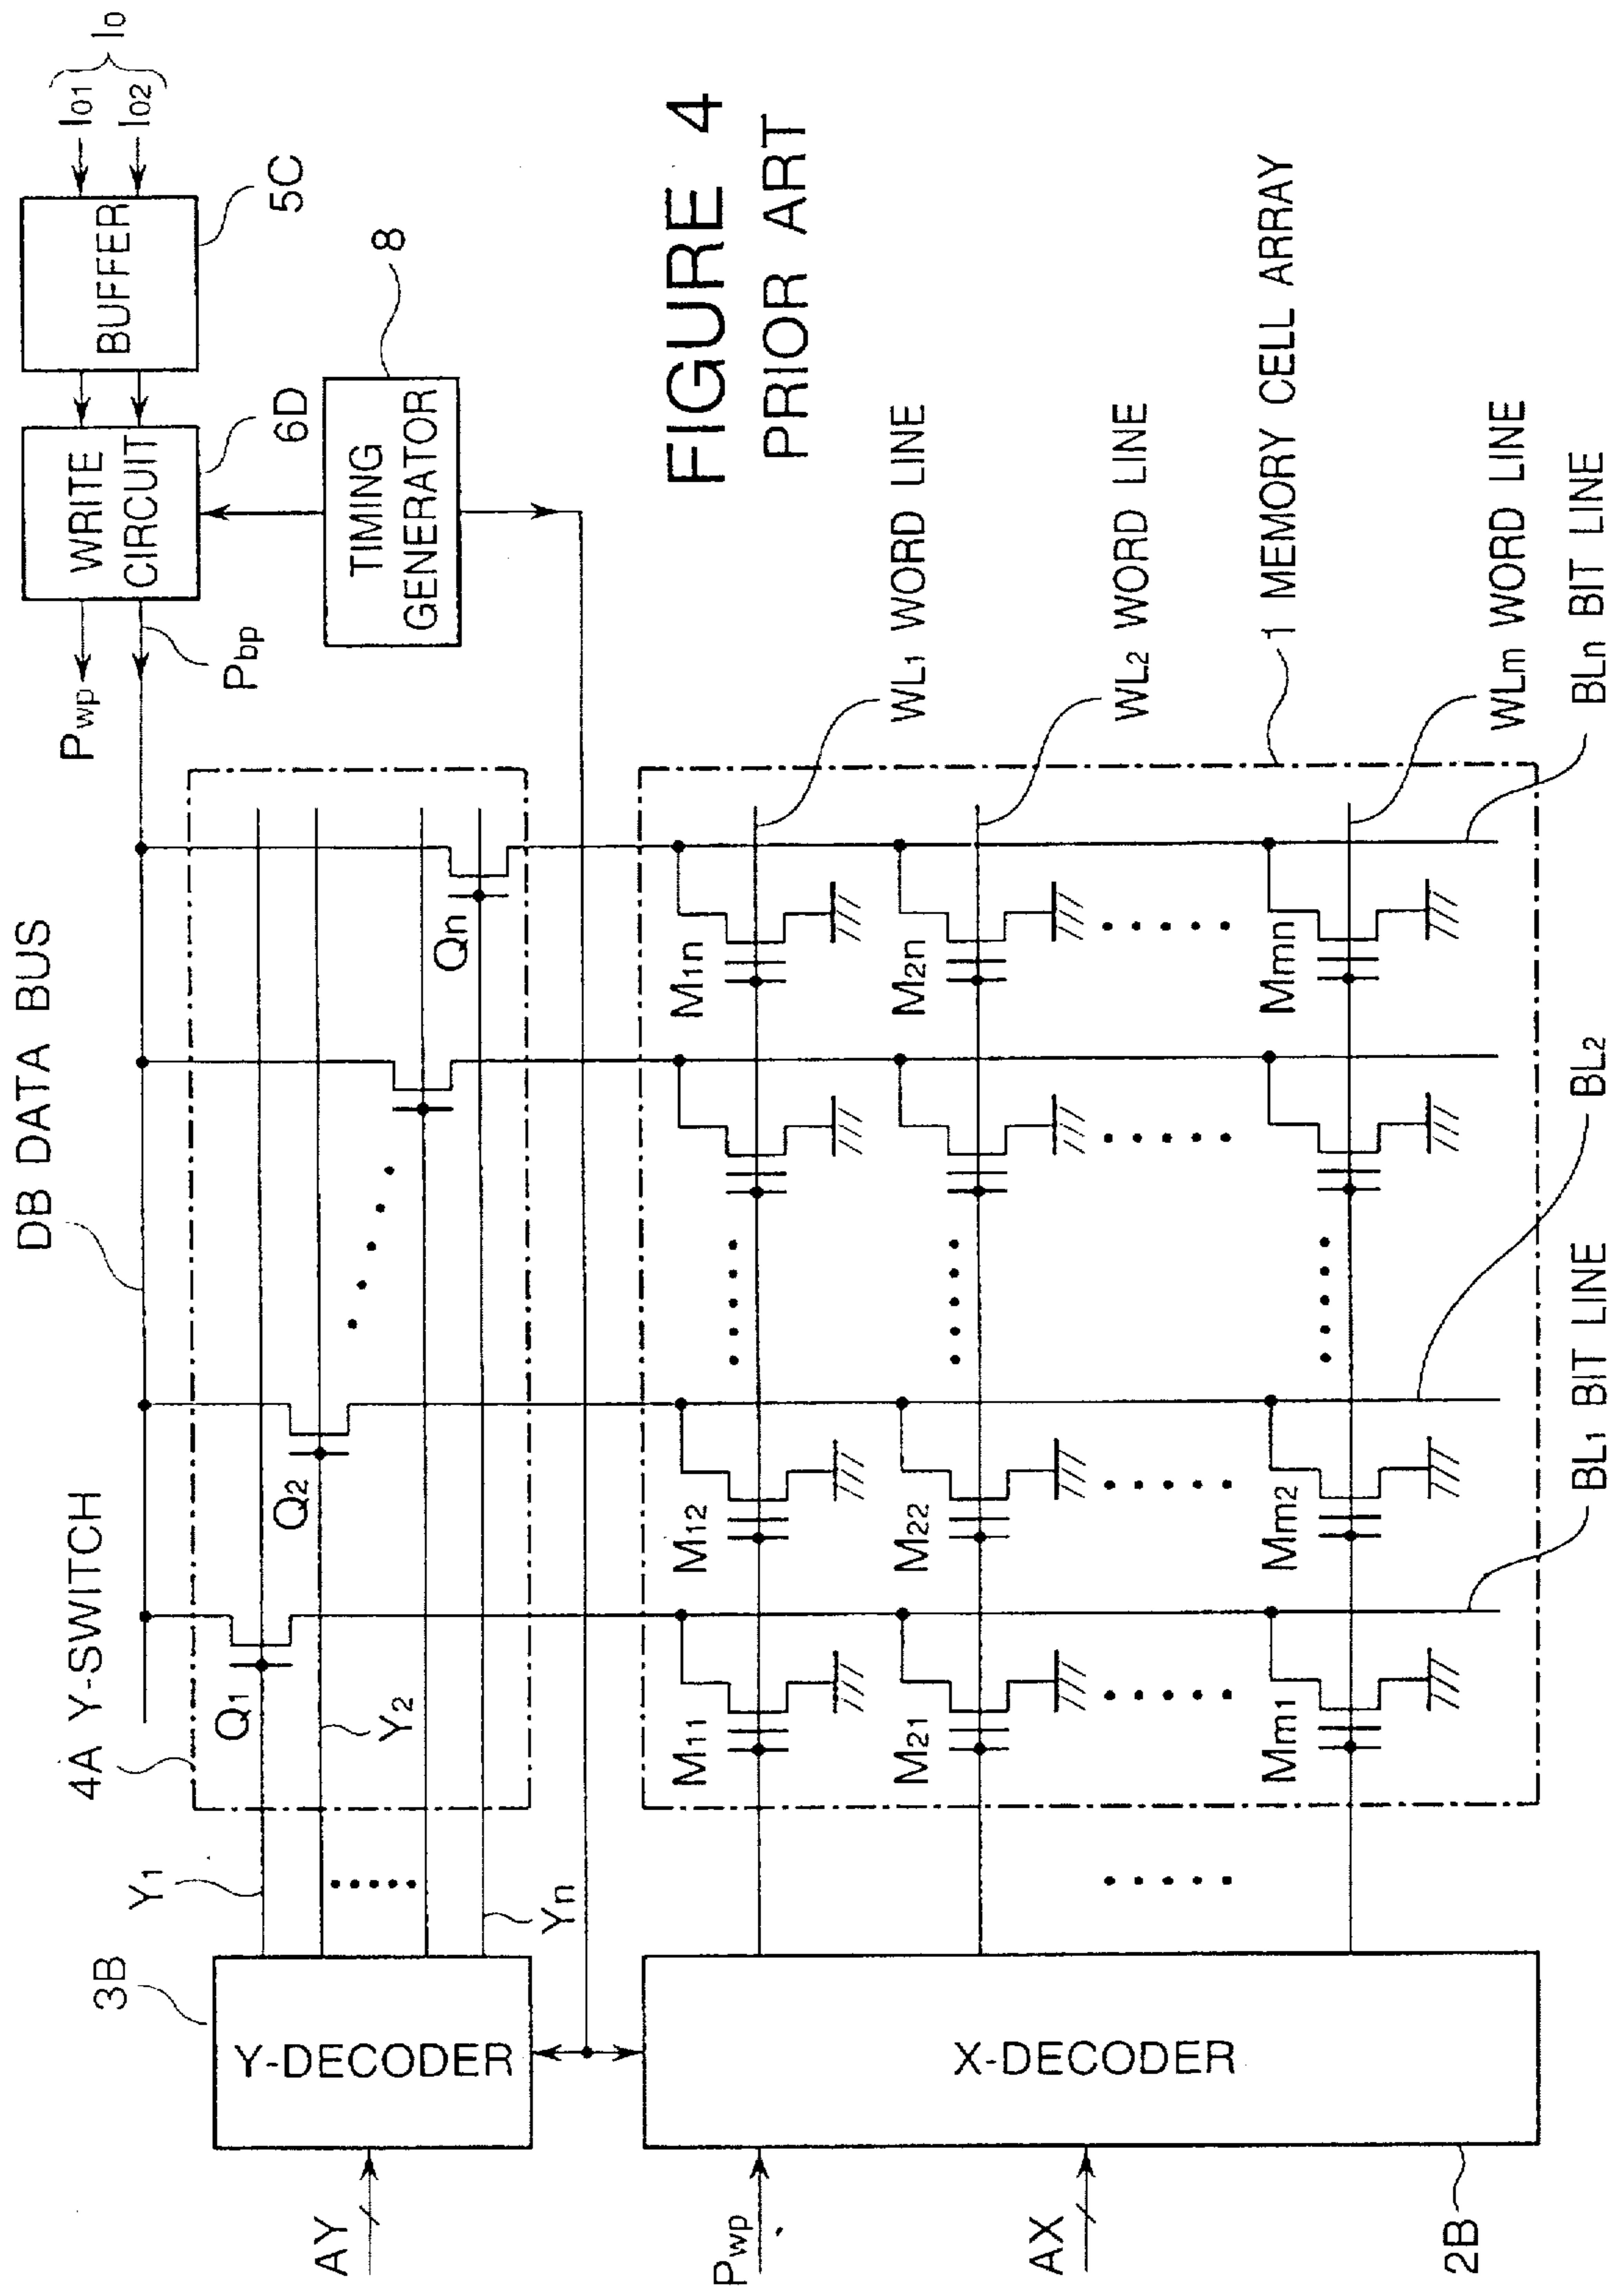 DB DATA BUS
4A Y-SWITCH
Pwp
Pbp
WRITE
CIRCUIT
6D
BUFFER
5C
I01
I02
I0
3B
Y-DECODER
AY
Y1
Y2
Yn
Q1
Q2
Qn
TIMING
GENERATOR
8
FIGURE 4
PRIOR ART
Pwp
AX
X-DECODER
2B
M11
M12
M1n
M21
M22
M2n
Mm1
Mm2
Mmn
WL1 WORD LINE
WL2 WORD LINE
1 MEMORY CELL ARRAY
WLm WORD LINE
BLn BIT LINE
BL2
BL1 BIT LINE